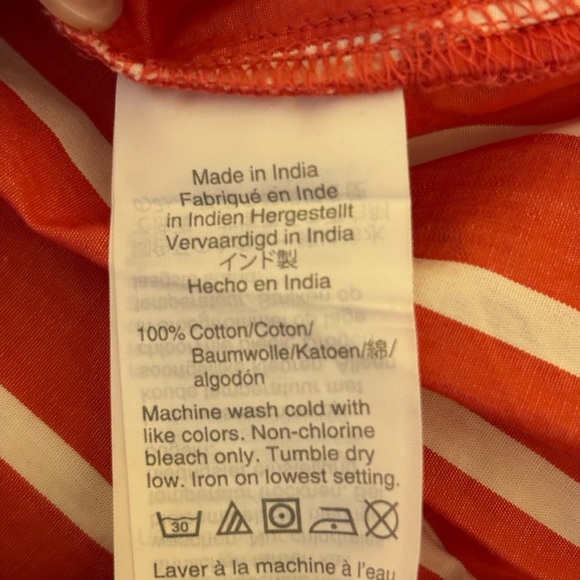 Made in India
Fabriqué en Inde
in Indien Hergestellt
Vervaardigd in India
インド製
Hecho en India
100% Cotton/Coton/
Baumwolle/Katoen/綿/
algodón
Machine wash cold with
like colors. Non-chlorine
bleach only. Tumble dry
low. Iron on lowest setting.
30
Laver à la machine à l'eau